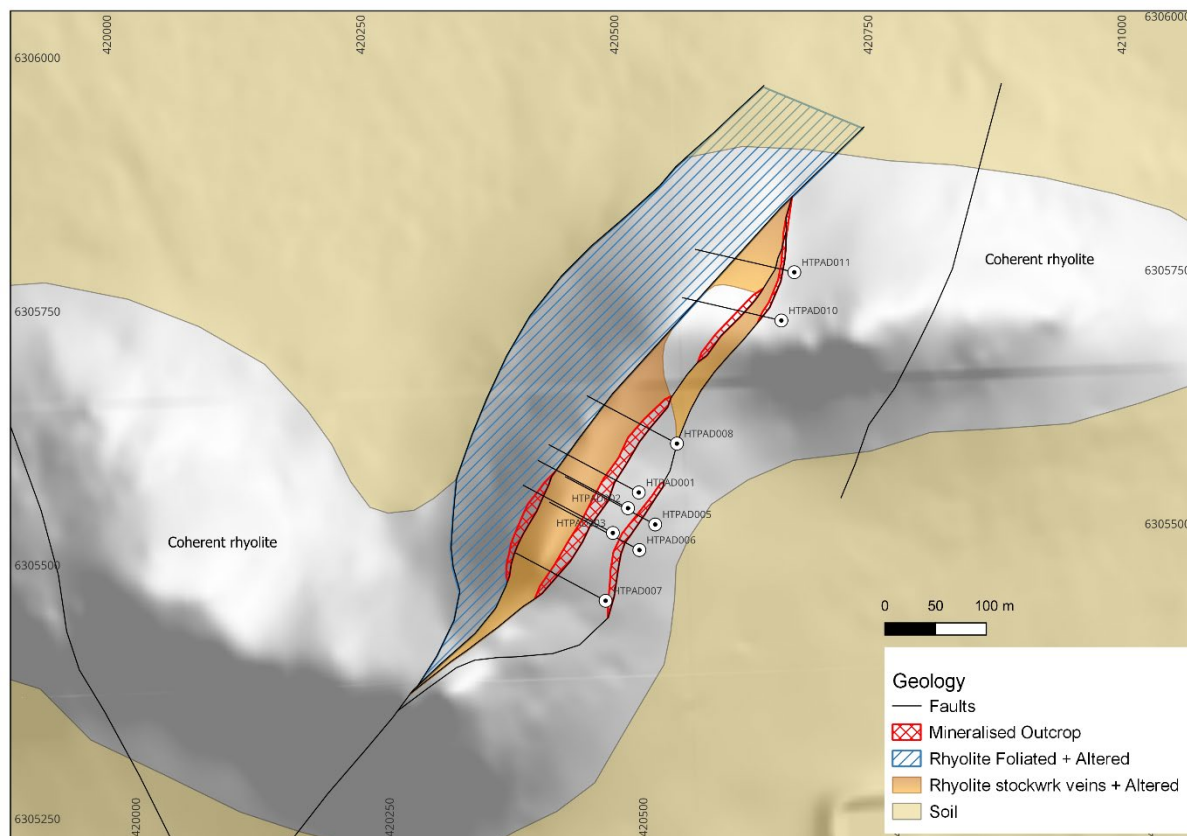 420000
420250
420500
420750
421000
6306000
6306000
HTPAD011
Coherent rhyolite
6305750
6305750
HTPAD010
HTPAD008
HTPAD001
HTPAD002
HTPAD005
6305500
HTPAD003
Coherent rhyolite
HTPAD006
6305500
HTPAD007
0 50 100 m
Geology
Faults
Mineralised Outcrop
Rhyolite Foliated + Altered
Rhyolite stockwrk veins + Altered
Soil
6305250
420000
420250
420500